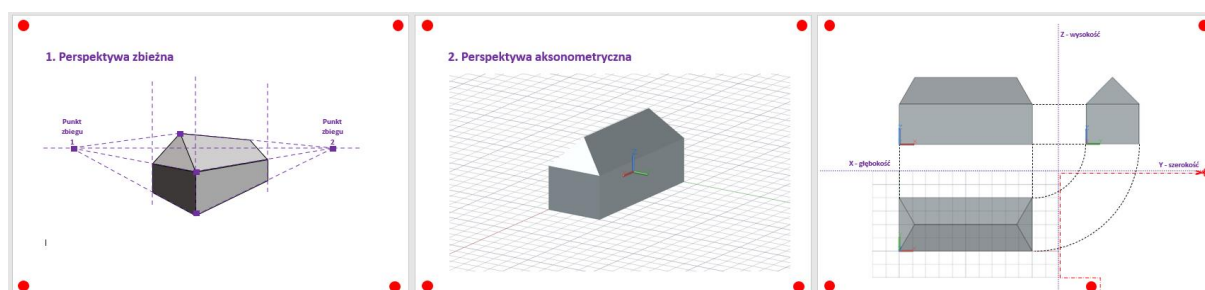 1. Perspektywa zbieżna
Punkt
zbiegu
1
Punkt
zbiegu
2
2. Perspektywa aksonometryczna
Z - wysokość
X - głębokość
Y - szerokość